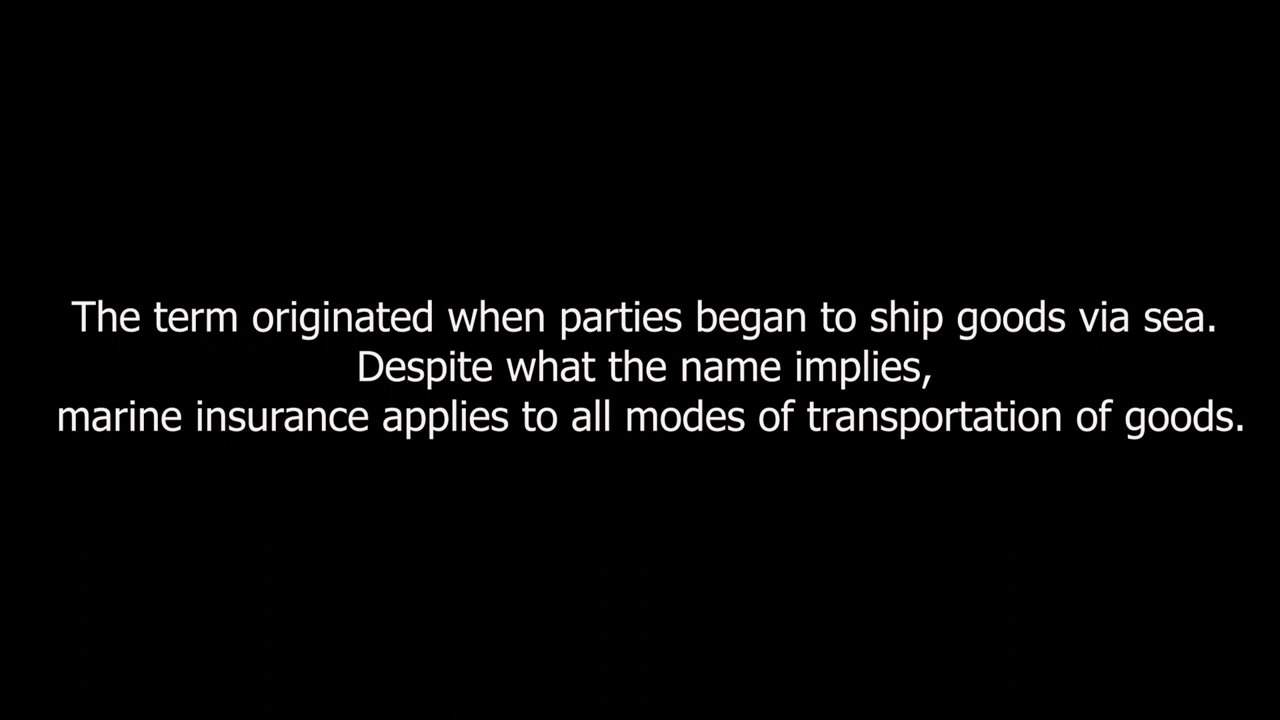 The term originated when parties began to ship goods via sea.
Despite what the name implies,
marine insurance applies to all modes of transportation of goods.